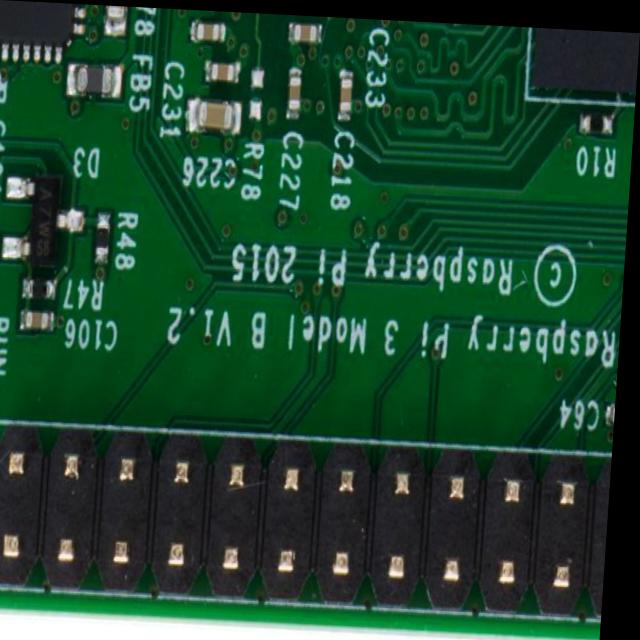 Raspberry Pi 3 Model B V1.2
© Raspberry Pi 2015
C64
R10
C106
R47
R48
D3
A7W
C226
R78
C227
C218
C231
FB5
C233